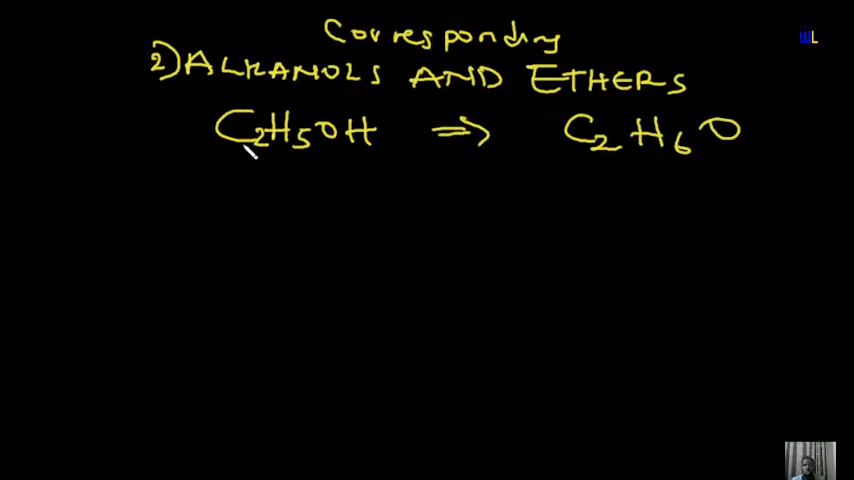 Corresponding
2) ALKANOLS AND ETHERS
C₂H₅OH ⇒ C₂H₆O